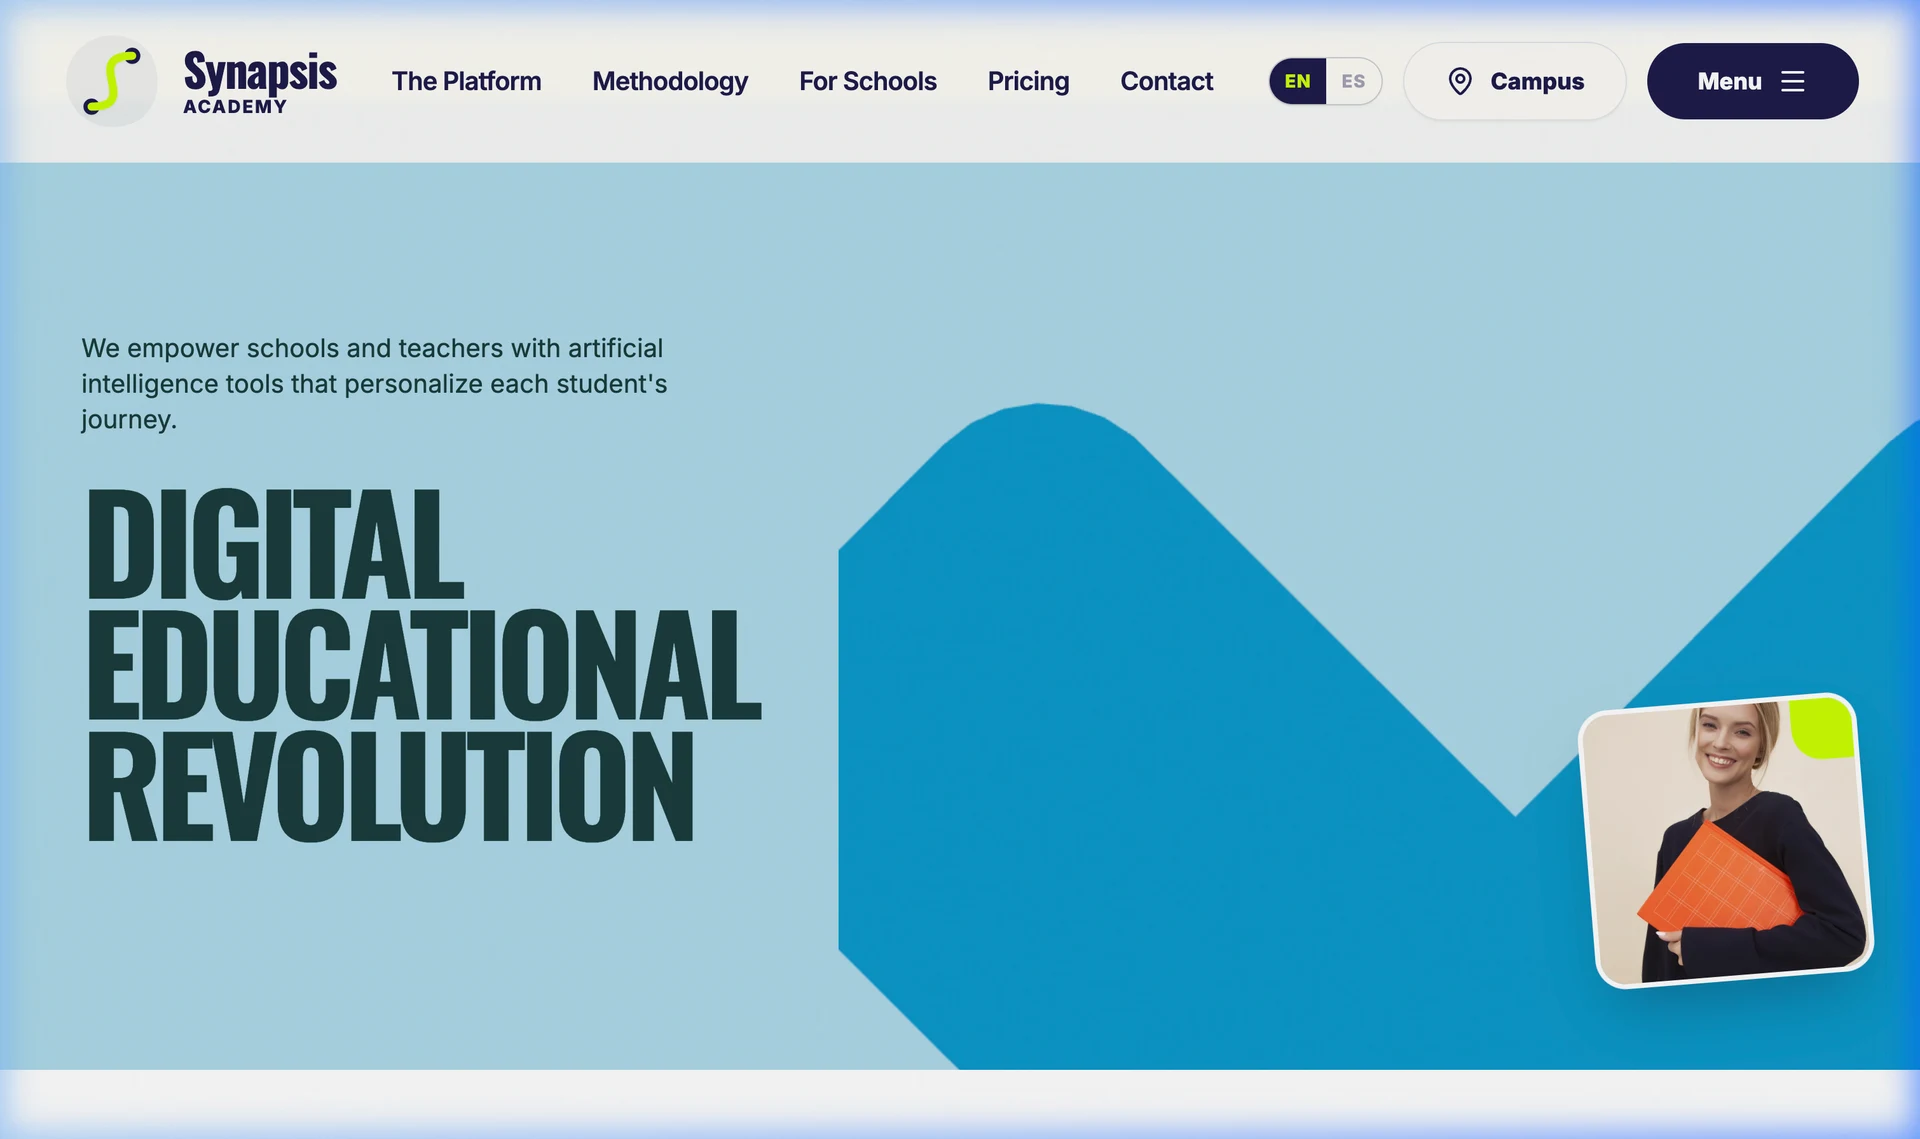 Synapsis
ACADEMY
The Platform
Methodology
For Schools
Pricing
Contact
EN
ES
Campus
Menu
We empower schools and teachers with artificial
intelligence tools that personalize each student's
journey.
DIGITAL
EDUCATIONAL
REVOLUTION